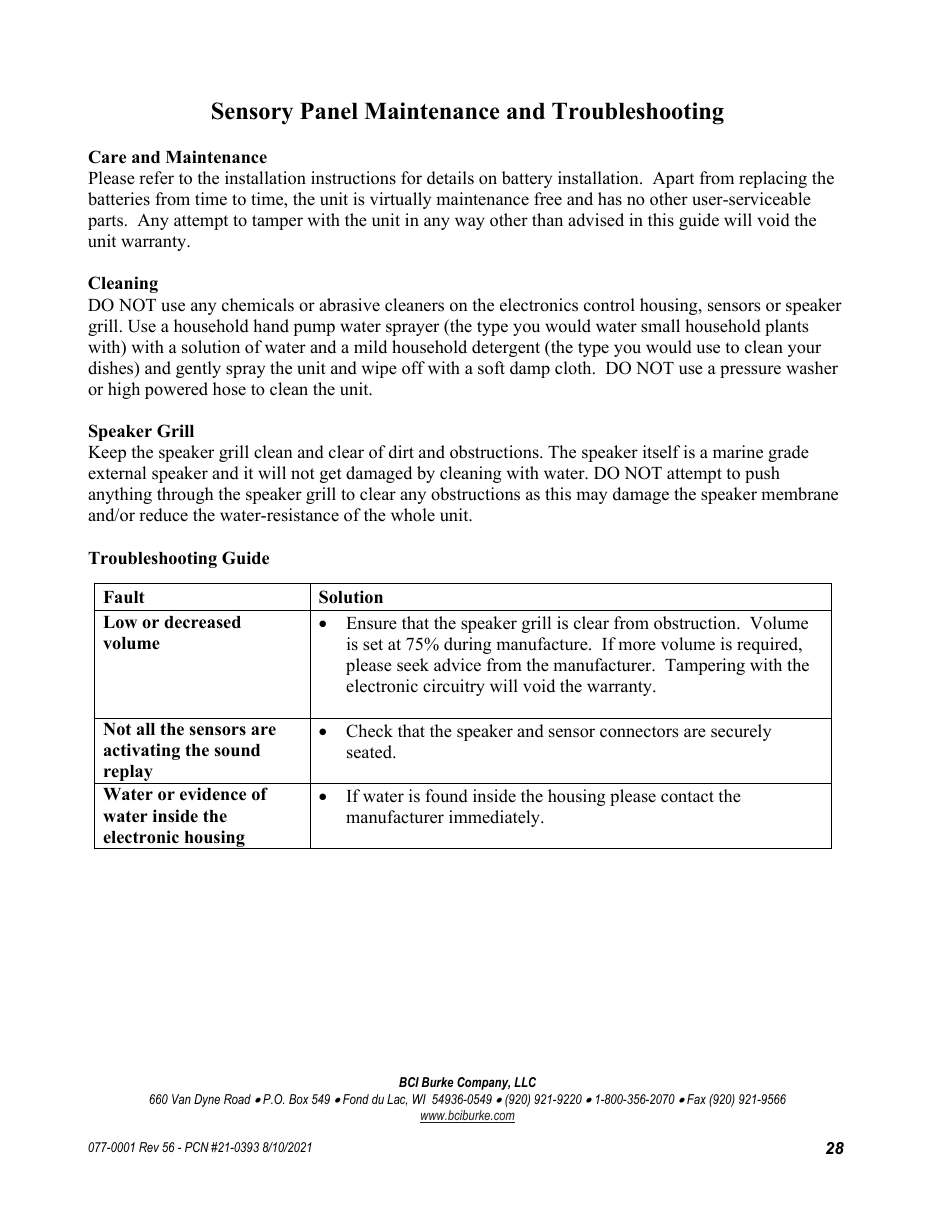 Sensory Panel Maintenance and Troubleshooting
Care and Maintenance
Please refer to the installation instructions for details on battery installation.  Apart from replacing the
batteries from time to time, the unit is virtually maintenance free and has no other user-serviceable
parts.  Any attempt to tamper with the unit in any way other than advised in this guide will void the
unit warranty.
Cleaning
DO NOT use any chemicals or abrasive cleaners on the electronics control housing, sensors or speaker
grill. Use a household hand pump water sprayer (the type you would water small household plants
with) with a solution of water and a mild household detergent (the type you would use to clean your
dishes) and gently spray the unit and wipe off with a soft damp cloth.  DO NOT use a pressure washer
or high powered hose to clean the unit.
Speaker Grill
Keep the speaker grill clean and clear of dirt and obstructions. The speaker itself is a marine grade
external speaker and it will not get damaged by cleaning with water. DO NOT attempt to push
anything through the speaker grill to clear any obstructions as this may damage the speaker membrane
and/or reduce the water-resistance of the whole unit.
Troubleshooting Guide
Fault
Solution
Low or decreased
volume
• Ensure that the speaker grill is clear from obstruction.  Volume
is set at 75% during manufacture.  If more volume is required,
please seek advice from the manufacturer.  Tampering with the
electronic circuitry will void the warranty.
Not all the sensors are
activating the sound
replay
• Check that the speaker and sensor connectors are securely
seated.
Water or evidence of
water inside the
electronic housing
• If water is found inside the housing please contact the
manufacturer immediately.
BCI Burke Company, LLC
660 Van Dyne Road • P.O. Box 549 • Fond du Lac, WI  54936-0549 • (920) 921-9220 • 1-800-356-2070 • Fax (920) 921-9566
www.bciburke.com
077-0001 Rev 56 - PCN #21-0393 8/10/2021
28